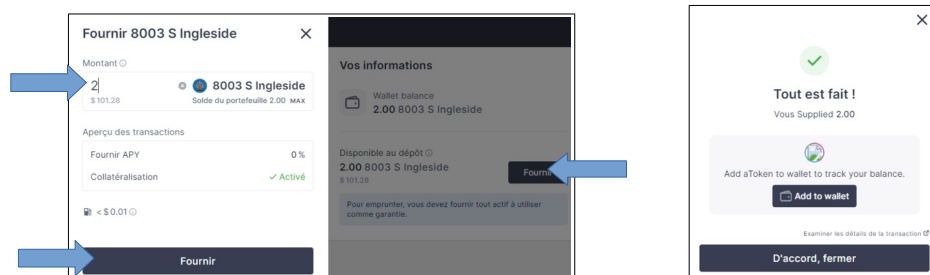 Fournir 8003 S Ingleside
Montant
2
8003 S Ingleside
$ 101.28
Solde du portefeuille 2.00 MAX
Aperçu des transactions
Fournir APY 0 %
Collatéralisation ✓ Activé
< $ 0.01
Fournir
Vos informations
Wallet balance
2.00 8003 S Ingleside
Disponible au dépôt
2.00 8003 S Ingleside
$ 101.28
Fournir
Pour emprunter, vous devez fournir tout actif à utiliser
comme garantie.
Tout est fait !
Vous Supplied 2.00
Add aToken to wallet to track your balance.
Add to wallet
Examiner les détails de la transaction
D'accord, fermer